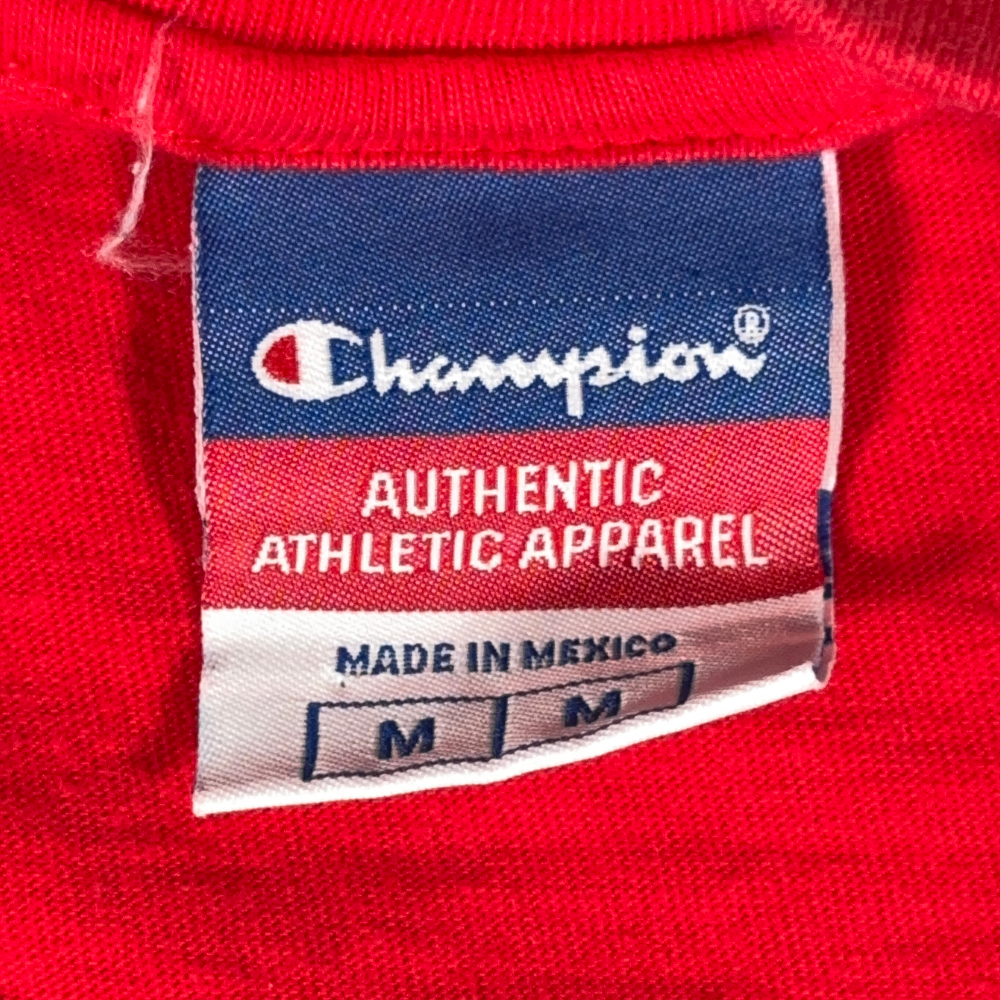 Champion®
AUTHENTIC
ATHLETIC APPAREL
MADE IN MEXICO
M M